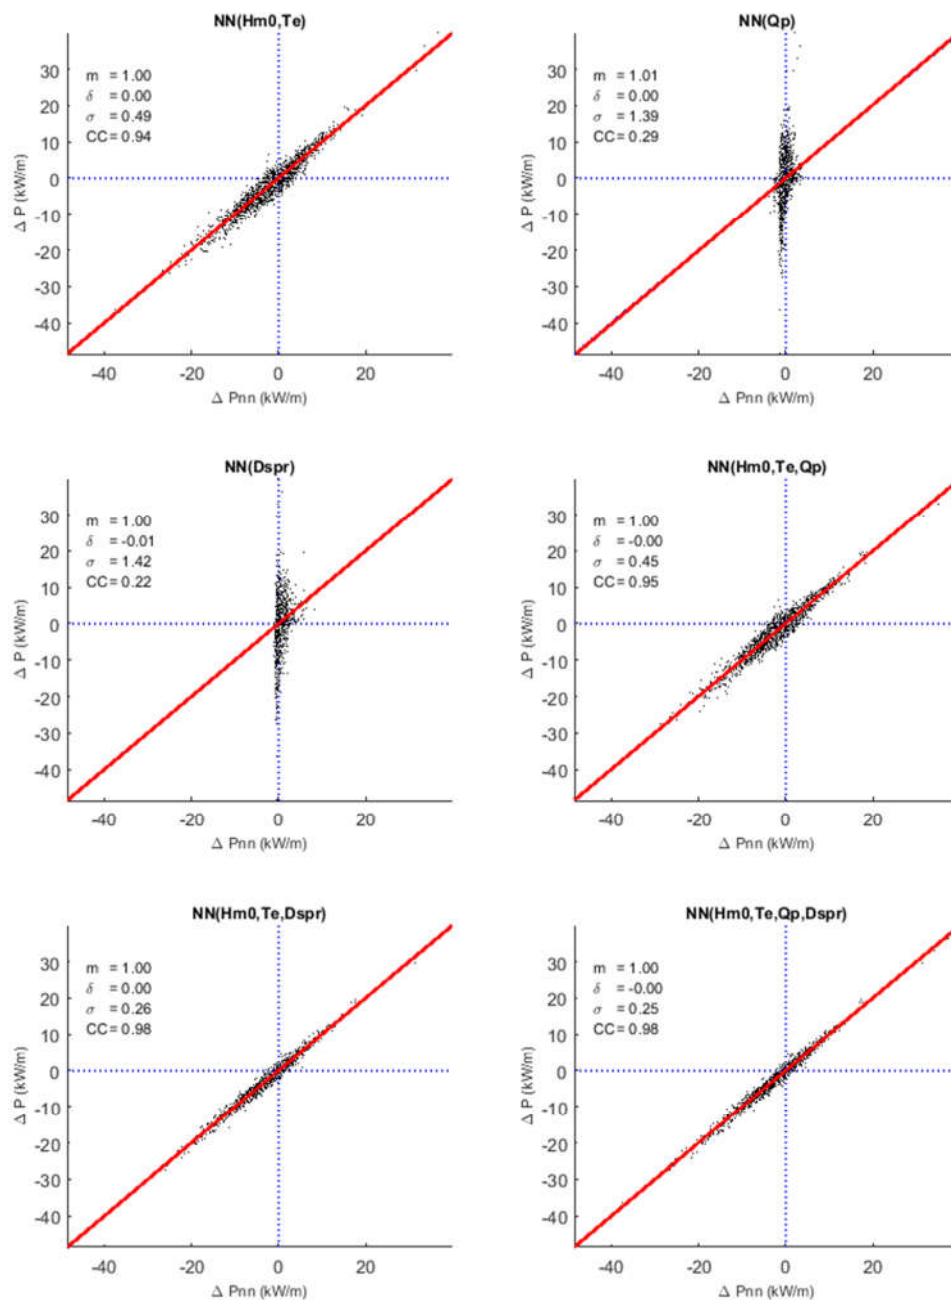 NN(Hm0,Te)
m = 1.00
δ = 0.00
σ = 0.49
CC = 0.94
30
20
10
0
-10
-20
-30
-40
Δ P (kW/m)
-40 -20 0 20
Δ Pnn (kW/m)
NN(Qp)
m = 1.01
δ = 0.00
σ = 1.39
CC = 0.29
30
20
10
0
-10
-20
-30
-40
Δ P (kW/m)
-40 -20 0 20
Δ Pnn (kW/m)
NN(Dspr)
m = 1.00
δ = -0.01
σ = 1.42
CC = 0.22
30
20
10
0
-10
-20
-30
-40
Δ P (kW/m)
-40 -20 0 20
Δ Pnn (kW/m)
NN(Hm0,Te,Qp)
m = 1.00
δ = -0.00
σ = 0.45
CC = 0.95
30
20
10
0
-10
-20
-30
-40
Δ P (kW/m)
-40 -20 0 20
Δ Pnn (kW/m)
NN(Hm0,Te,Dspr)
m = 1.00
δ = 0.00
σ = 0.26
CC = 0.98
30
20
10
0
-10
-20
-30
-40
Δ P (kW/m)
-40 -20 0 20
Δ Pnn (kW/m)
NN(Hm0,Te,Qp,Dspr)
m = 1.00
δ = -0.00
σ = 0.25
CC = 0.98
30
20
10
0
-10
-20
-30
-40
Δ P (kW/m)
-40 -20 0 20
Δ Pnn (kW/m)